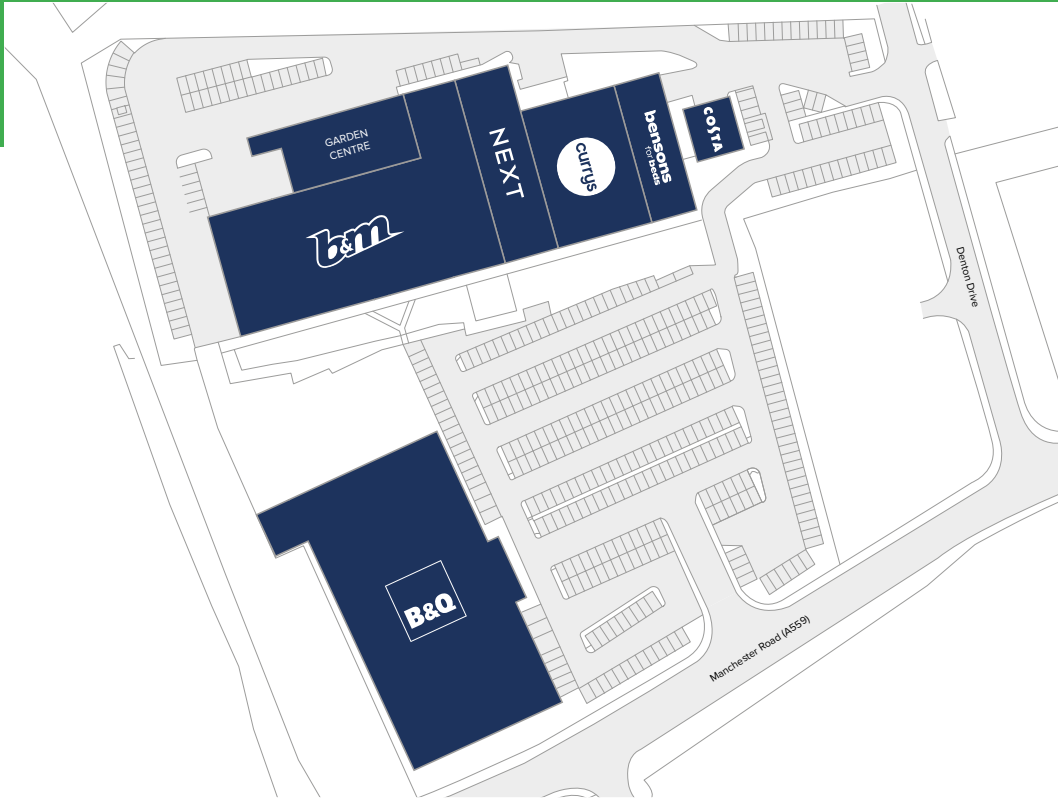 GARDEN
CENTRE
b&m
NEXT
currys
bensons
for beds
COSTA
Denton Drive
B&Q
Manchester Road (A559)